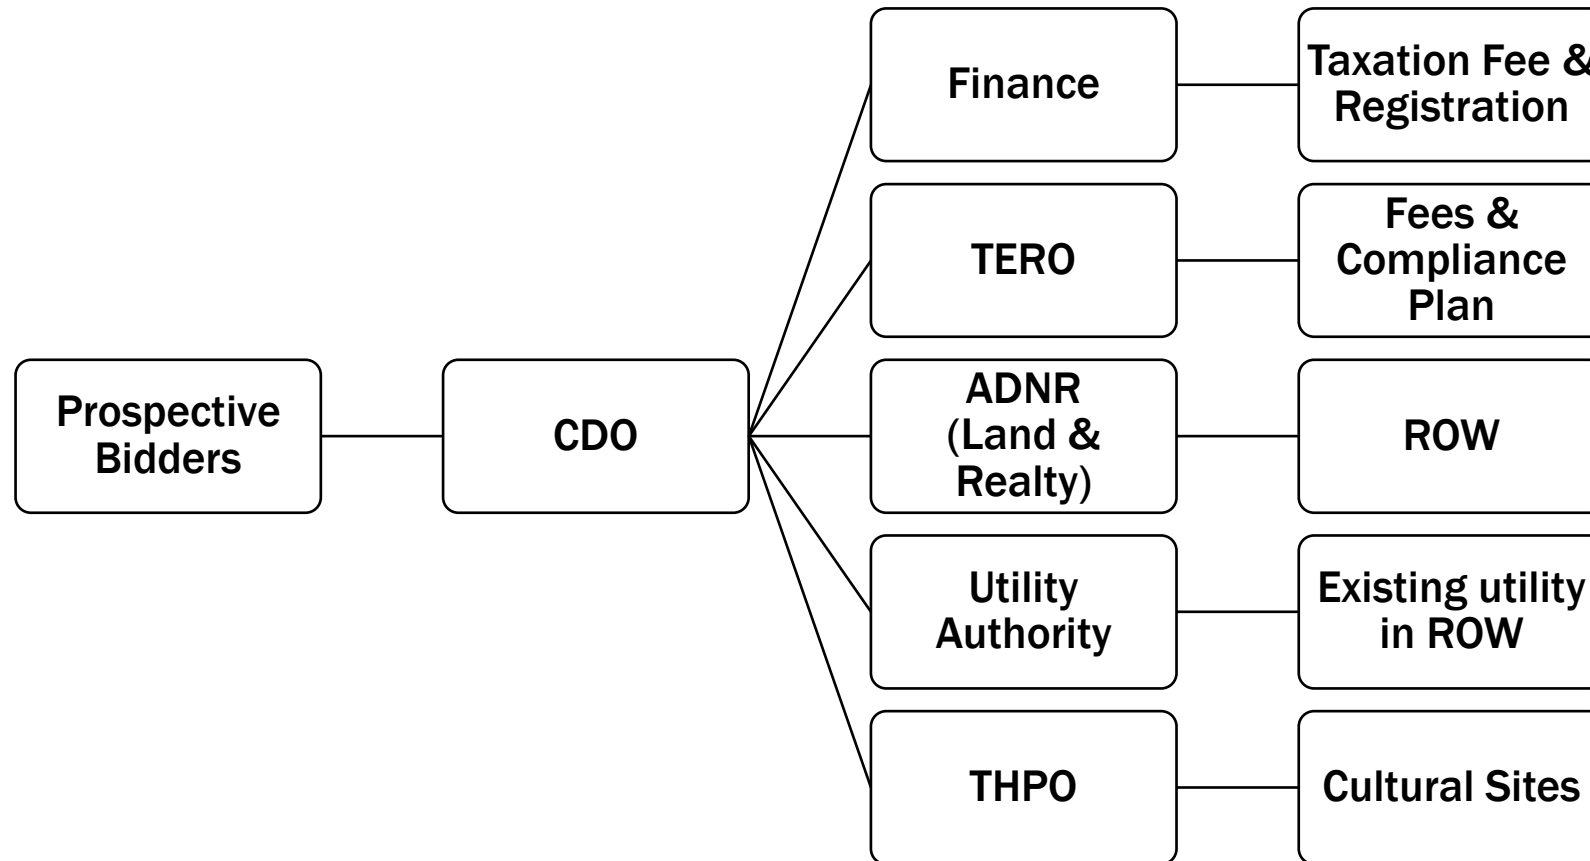 Prospective
Bidders
CDO
Finance
Taxation Fee &
Registration
TERO
Fees &
Compliance
Plan
ADNR
(Land &
Realty)
ROW
Utility
Authority
Existing utility
in ROW
THPO
Cultural Sites